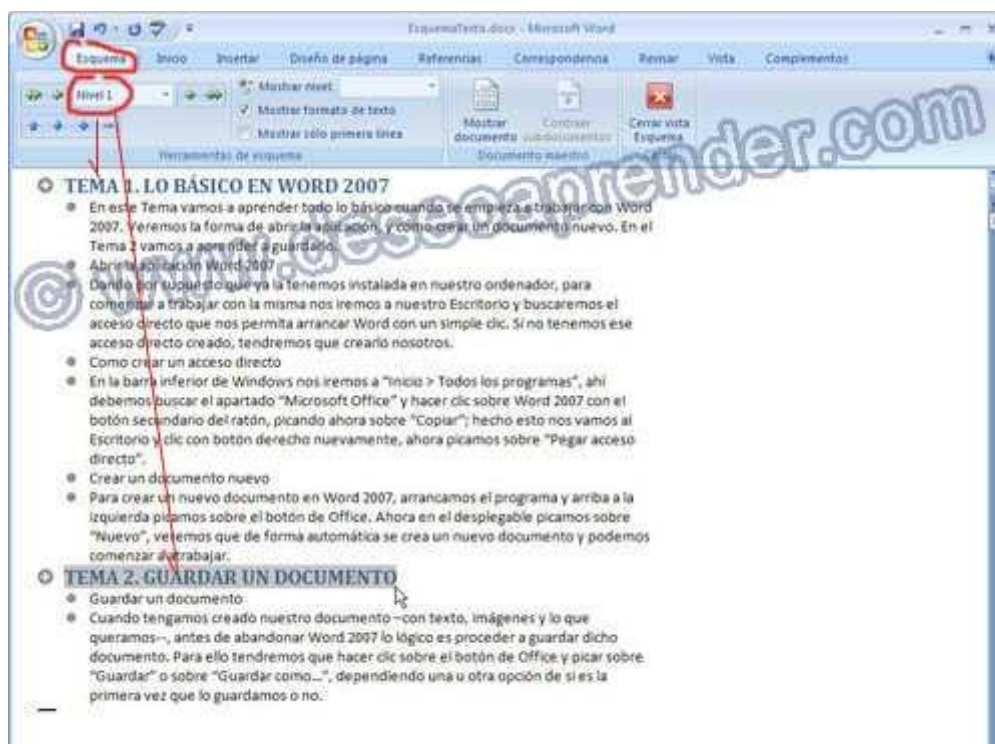 EsquemaTexto.docx - Microsoft Word
Esquema Inicio Insertar Diseño de página Referencias Correspondencia Revisar Vista Complementos
Nivel 1
Mostrar nivel:
Mostrar formato de texto
Mostrar sólo primera línea
Mostrar documento
Contraer subdocumentos
Cerrar vista Esquema
Herramientas de esquema
Documento maestro
© www.deseoaprender.com
TEMA 1. LO BÁSICO EN WORD 2007
En este Tema vamos a aprender todo lo básico cuando se empieza a trabajar con Word
2007. Veremos la forma de abrir la aplicación, y como crear un documento nuevo. En el
Tema 2 vamos a aprender a guardarlo.
Abrir la aplicación Word 2007
Dando por supuesto que ya la tenemos instalada en nuestro ordenador, para
comenzar a trabajar con la misma nos iremos a nuestro Escritorio y buscaremos el
acceso directo que nos permita arrancar Word con un simple clic. Si no tenemos ese
acceso directo creado, tendremos que crearlo nosotros.
Como crear un acceso directo
En la barra inferior de Windows nos iremos a "Inicio > Todos los programas", ahí
debemos buscar el apartado "Microsoft Office" y hacer clic sobre Word 2007 con el
botón secundario del ratón, picando ahora sobre "Copiar"; hecho esto nos vamos al
Escritorio y clic con botón derecho nuevamente, ahora picamos sobre "Pegar acceso
directo".
Crear un documento nuevo
Para crear un nuevo documento en Word 2007, arrancamos el programa y arriba a la
izquierda picamos sobre el botón de Office. Ahora en el desplegable picamos sobre
"Nuevo", veremos que de forma automática se crea un nuevo documento y podemos
comenzar a trabajar.
TEMA 2. GUARDAR UN DOCUMENTO
Guardar un documento
Cuando tengamos creado nuestro documento –con texto, imágenes y lo que
queramos--, antes de abandonar Word 2007 lo lógico es proceder a guardar dicho
documento. Para ello tendremos que hacer clic sobre el botón de Office y picar sobre
"Guardar" o sobre "Guardar como...", dependiendo una u otra opción de si es la
primera vez que lo guardamos o no.